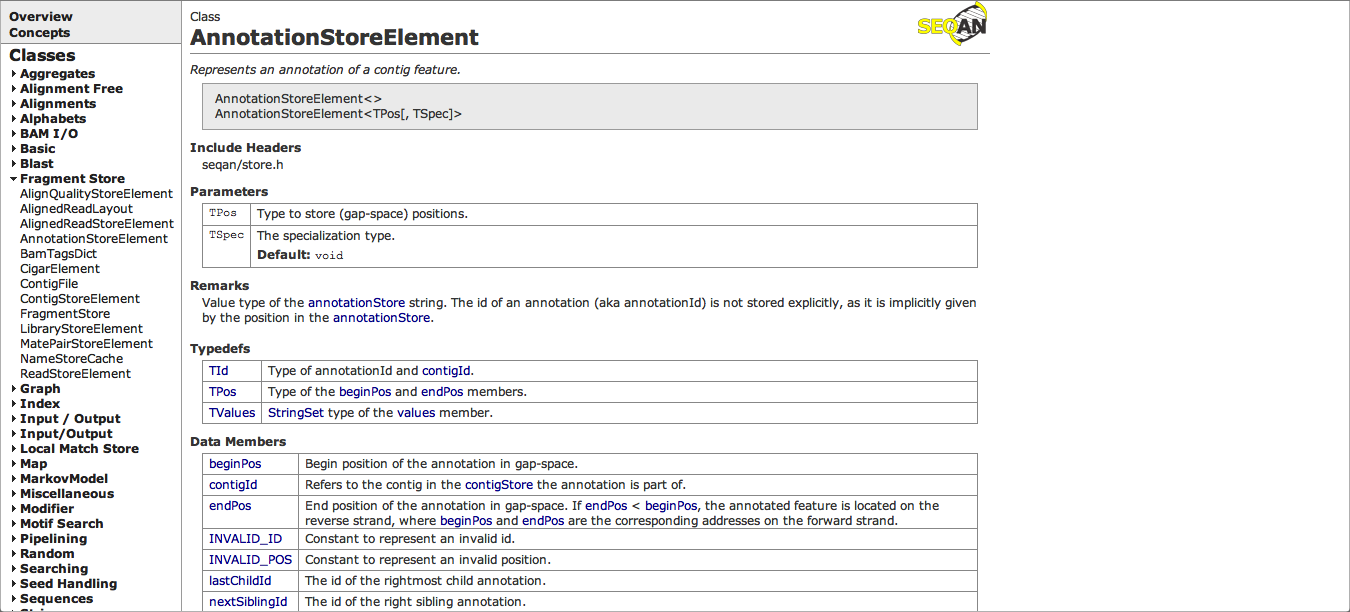 Overview
Concepts
Classes
Aggregates
Alignment Free
Alignments
Alphabets
BAM I/O
Basic
Blast
Fragment Store
AlignQualityStoreElement
AlignedReadLayout
AlignedReadStoreElement
AnnotationStoreElement
BamTagsDict
CigarElement
ContigFile
ContigStoreElement
FragmentStore
LibraryStoreElement
MatePairStoreElement
NameStoreCache
ReadStoreElement
Graph
Index
Input / Output
Input/Output
Local Match Store
Map
MarkovModel
Miscellaneous
Modifier
Motif Search
Pipelining
Random
Searching
Seed Handling
Sequences
Class
AnnotationStoreElement
SEQAN
Represents an annotation of a contig feature.
AnnotationStoreElement<>
AnnotationStoreElement<TPos[, TSpec]>
Include Headers
seqan/store.h
Parameters
TPos Type to store (gap-space) positions.
TSpec The specialization type.
Default: void
Remarks
Value type of the annotationStore string. The id of an annotation (aka annotationId) is not stored explicitly, as it is implicitly given
by the position in the annotationStore.
Typedefs
TId Type of annotationId and contigId.
TPos Type of the beginPos and endPos members.
TValues StringSet type of the values member.
Data Members
beginPos Begin position of the annotation in gap-space.
contigId Refers to the contig in the contigStore the annotation is part of.
endPos End position of the annotation in gap-space. If endPos < beginPos, the annotated feature is located on the
reverse strand, where beginPos and endPos are the corresponding addresses on the forward strand.
INVALID_ID Constant to represent an invalid id.
INVALID_POS Constant to represent an invalid position.
lastChildId The id of the rightmost child annotation.
nextSiblingId The id of the right sibling annotation.